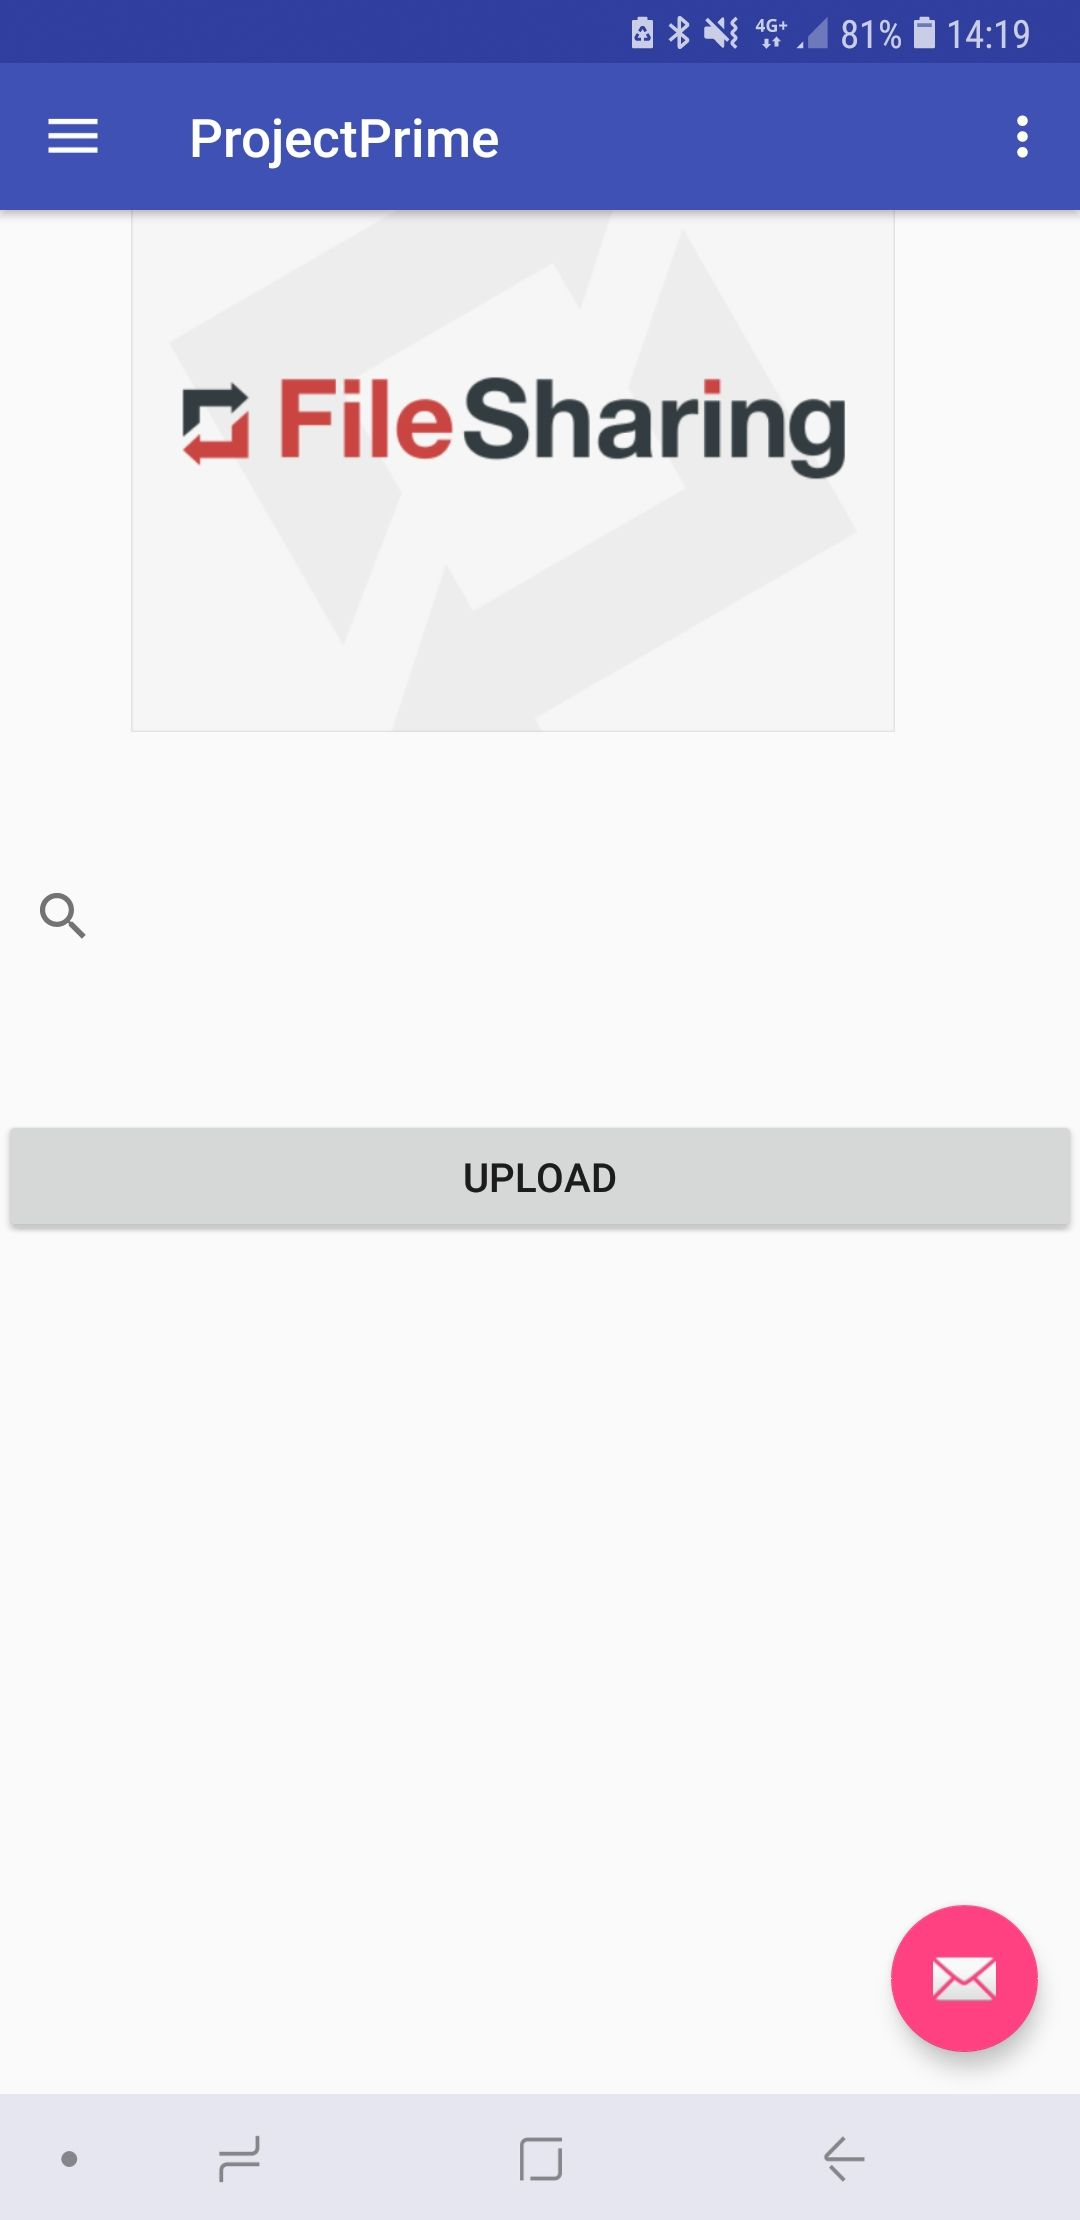 4G+ 81% 14:19
ProjectPrime
FileSharing
UPLOAD